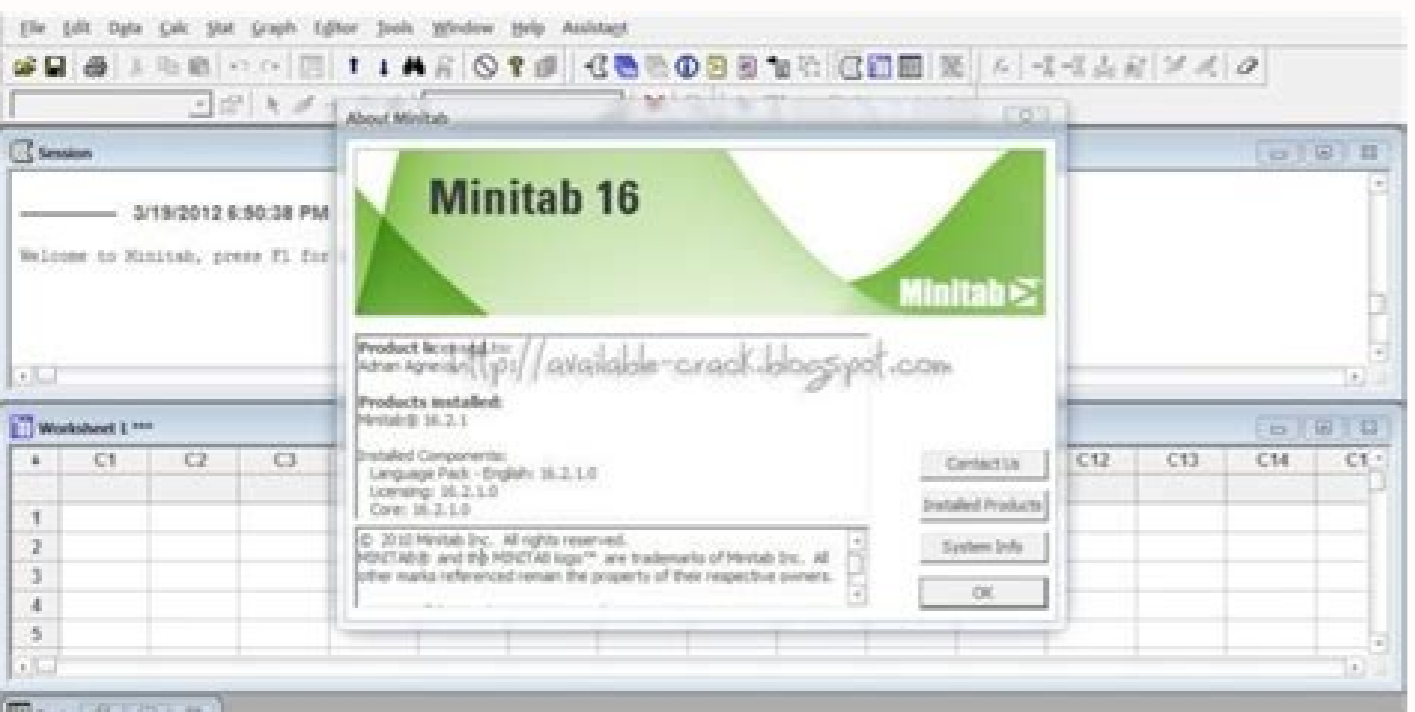 File Edit Data Calc Stat Graph Editor Tools Window Help Assistant
About Minitab
Session
3/19/2012 6:50:38 PM
Welcome to Minitab, press F1 for
Minitab 16
Minitab
Product licensed to:
http://available-crack.blogspot.com
Products installed:
Minitab® 16.2.1
Installed Components:
Language Pack - English: 16.2.1.0
Licensing: 16.2.1.0
Core: 16.2.1.0
© 2010 Minitab Inc. All rights reserved.
MINITAB® and the MINITAB logo™ are trademarks of Minitab Inc. All
other marks referenced remain the property of their respective owners.
Contact Us
Installed Products
System Info
OK
Worksheet 1 ***
C1 C2 C3 C12 C13 C14 C1
1
2
3
4
5